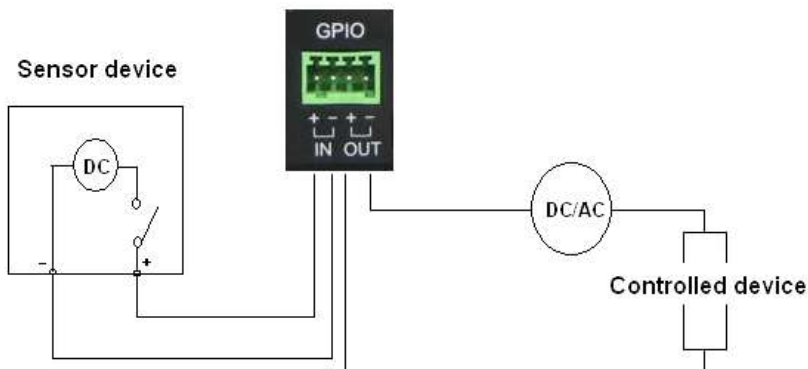 GPIO
Sensor device
+ - + -
IN OUT
DC
DC/AC
- +
Controlled device